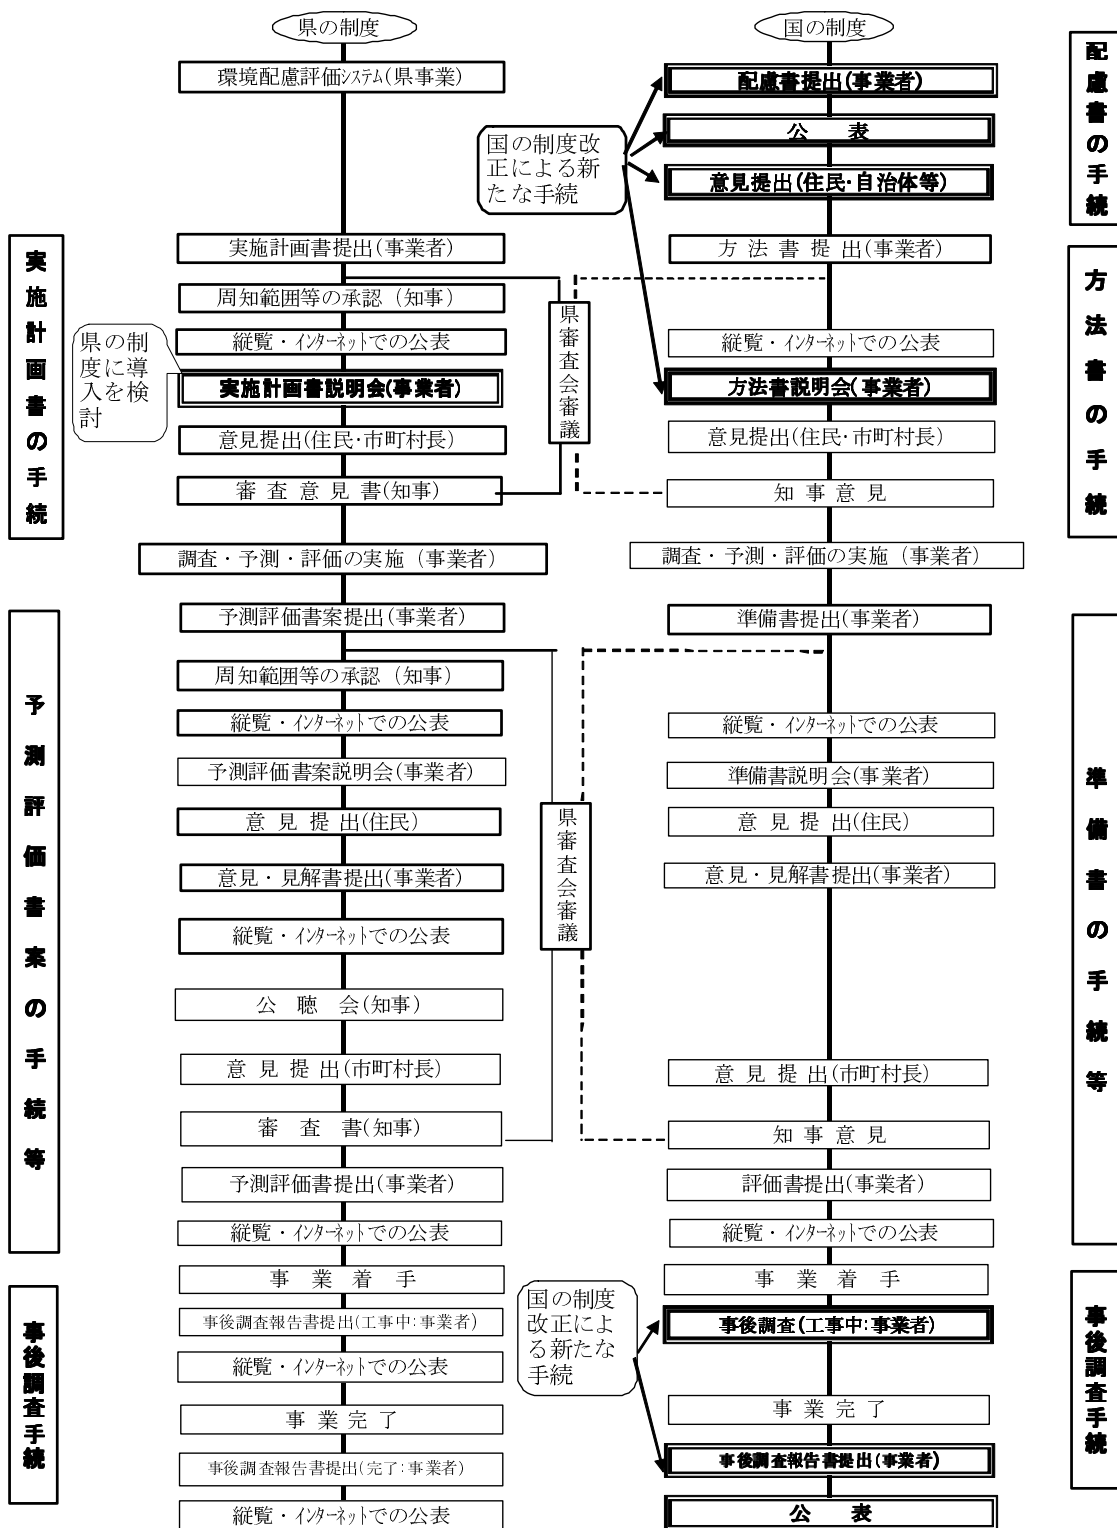 県の制度
国の制度
環境配慮評価システム(県事業)
配慮書提出(事業者)
公　表
意見提出(住民・自治体等)
配慮書の手続
国の制度改
正による新
たな手続
実施計画書の手続
実施計画書提出(事業者)
方法書提出(事業者)
方法書の手続
周知範囲等の承認（知事）
県審査会審議
縦覧・インターネットでの公表
縦覧・インターネットでの公表
県の制
度に導
入を検
討
実施計画書説明会(事業者)
方法書説明会(事業者)
意見提出(住民・市町村長)
意見提出(住民・市町村長)
審査意見書(知事)
知事意見
調査・予測・評価の実施（事業者）
調査・予測・評価の実施（事業者）
予測評価書案の手続等
予測評価書案提出(事業者)
準備書提出(事業者)
準備書の手続等
周知範囲等の承認（知事）
縦覧・インターネットでの公表
縦覧・インターネットでの公表
予測評価書案説明会(事業者)
準備書説明会(事業者)
県審査会審議
意見提出(住民)
意見提出(住民)
意見・見解書提出(事業者)
意見・見解書提出(事業者)
縦覧・インターネットでの公表
公聴会(知事)
意見提出(市町村長)
意見提出(市町村長)
審査書(知事)
知事意見
予測評価書提出(事業者)
評価書提出(事業者)
縦覧・インターネットでの公表
縦覧・インターネットでの公表
事業着手
事業着手
事後調査手続
国の制度
改正によ
る新たな
手続
事後調査手続
事後調査報告書提出(工事中:事業者)
事後調査(工事中:事業者)
縦覧・インターネットでの公表
事業完了
事業完了
事後調査報告書提出(完了:事業者)
事後調査報告書提出(事業者)
縦覧・インターネットでの公表
公　表